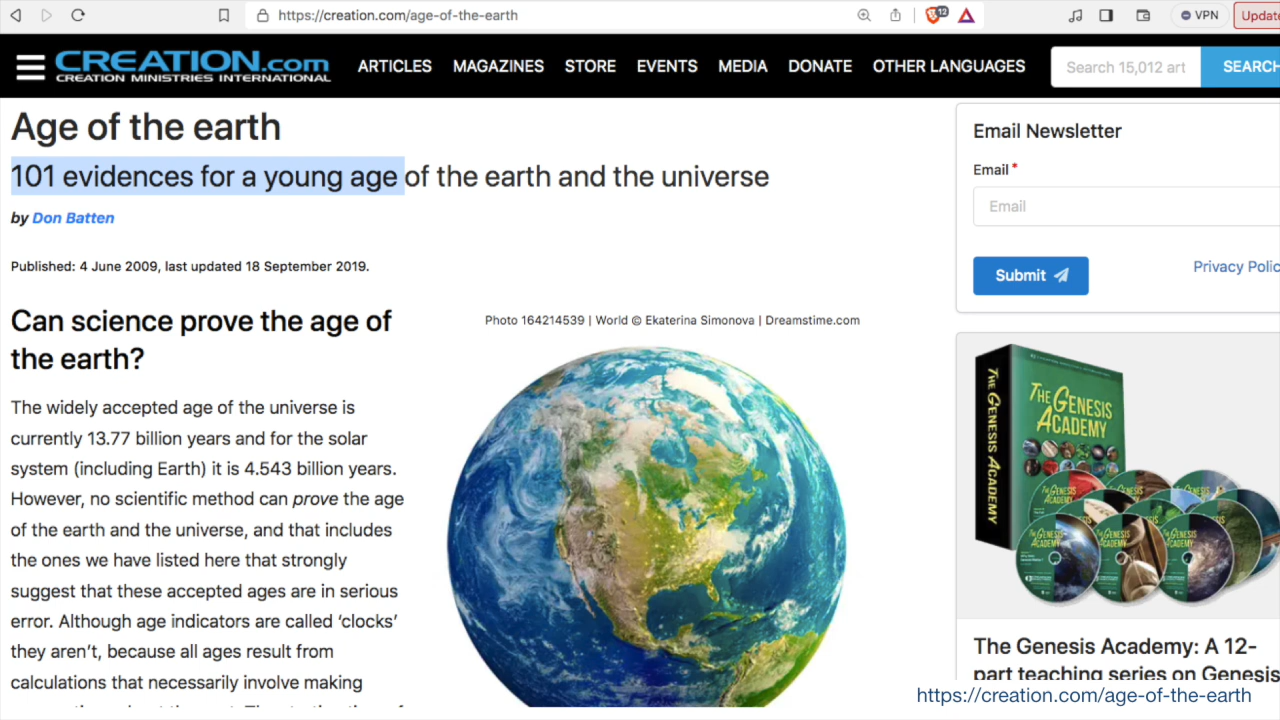 https://creation.com/age-of-the-earth
12
VPN
Update
CREATION.com
CREATION MINISTRIES INTERNATIONAL
ARTICLES
MAGAZINES
STORE
EVENTS
MEDIA
DONATE
OTHER LANGUAGES
Search 15,012 art
SEARCH
Age of the earth
101 evidences for a young age of the earth and the universe
by Don Batten
Published: 4 June 2009, last updated 18 September 2019.
Can science prove the age of
the earth?
The widely accepted age of the universe is
currently 13.77 billion years and for the solar
system (including Earth) it is 4.543 billion years.
However, no scientific method can prove the age
of the earth and the universe, and that includes
the ones we have listed here that strongly
suggest that these accepted ages are in serious
error. Although age indicators are called ‘clocks’
they aren’t, because all ages result from
calculations that necessarily involve making
Photo 164214539 | World © Ekaterina Simonova | Dreamstime.com
Email Newsletter
Email *
Email
Submit
Privacy Polic
THE GENESIS ACADEMY
THE GENESIS
ACADEMY
The Genesis Academy: A 12-
part teaching series on Genesis
https://creation.com/age-of-the-earth